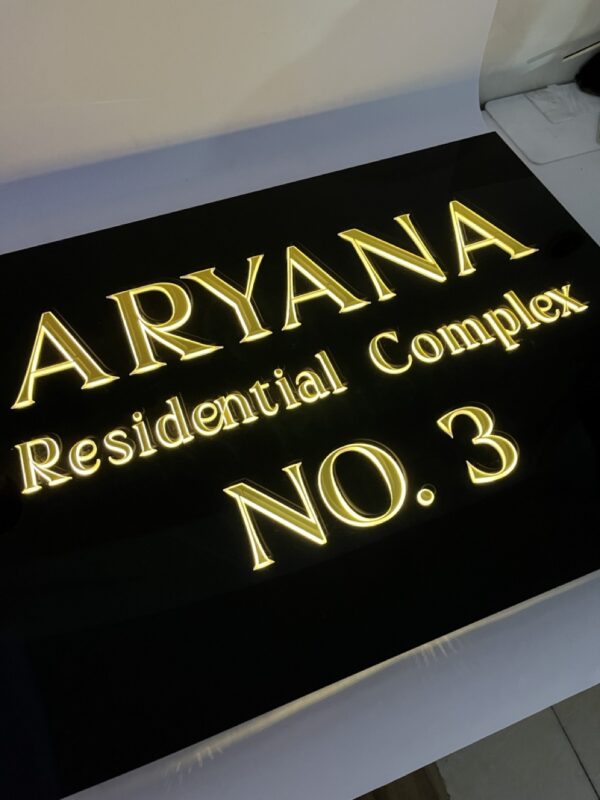 ARYANA
Residential Complex
NO. 3